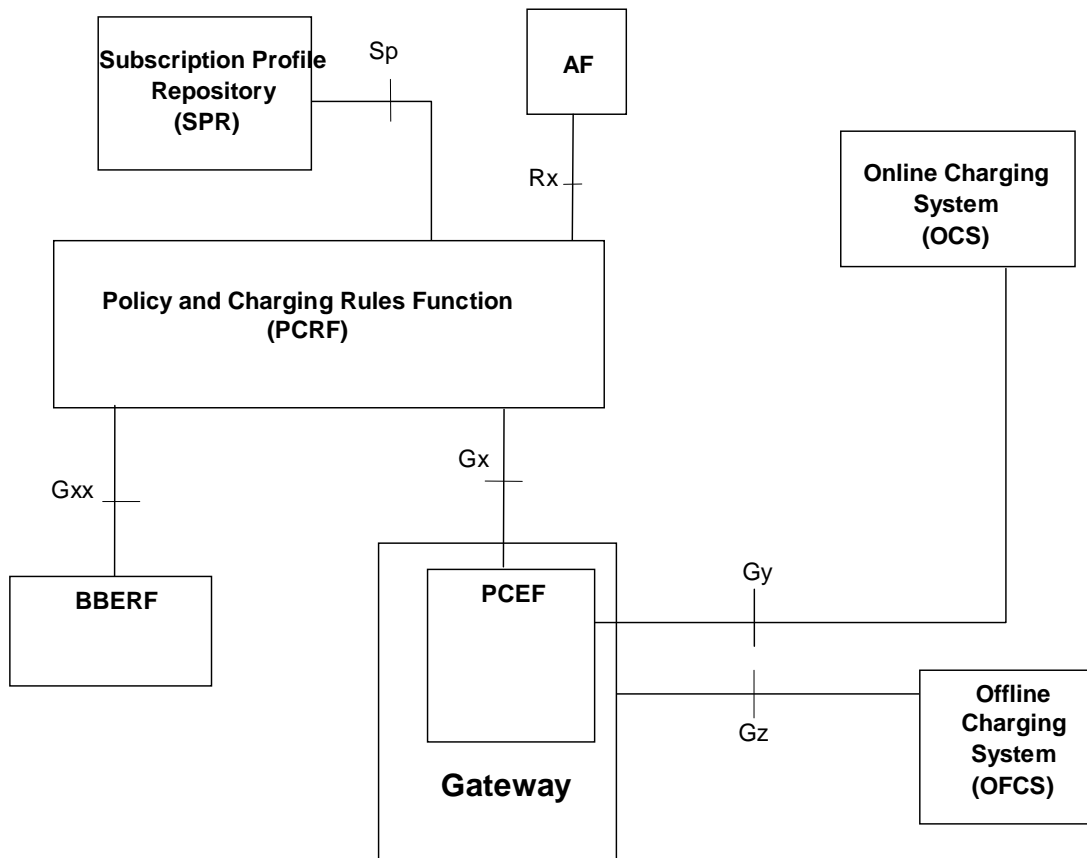 Subscription Profile
Repository
(SPR)
Sp
AF
Rx
Online Charging
System
(OCS)
Policy and Charging Rules Function
(PCRF)
Gxx
Gx
BBERF
PCEF
Gy
Gz
Offline
Charging
System
(OFCS)
Gateway